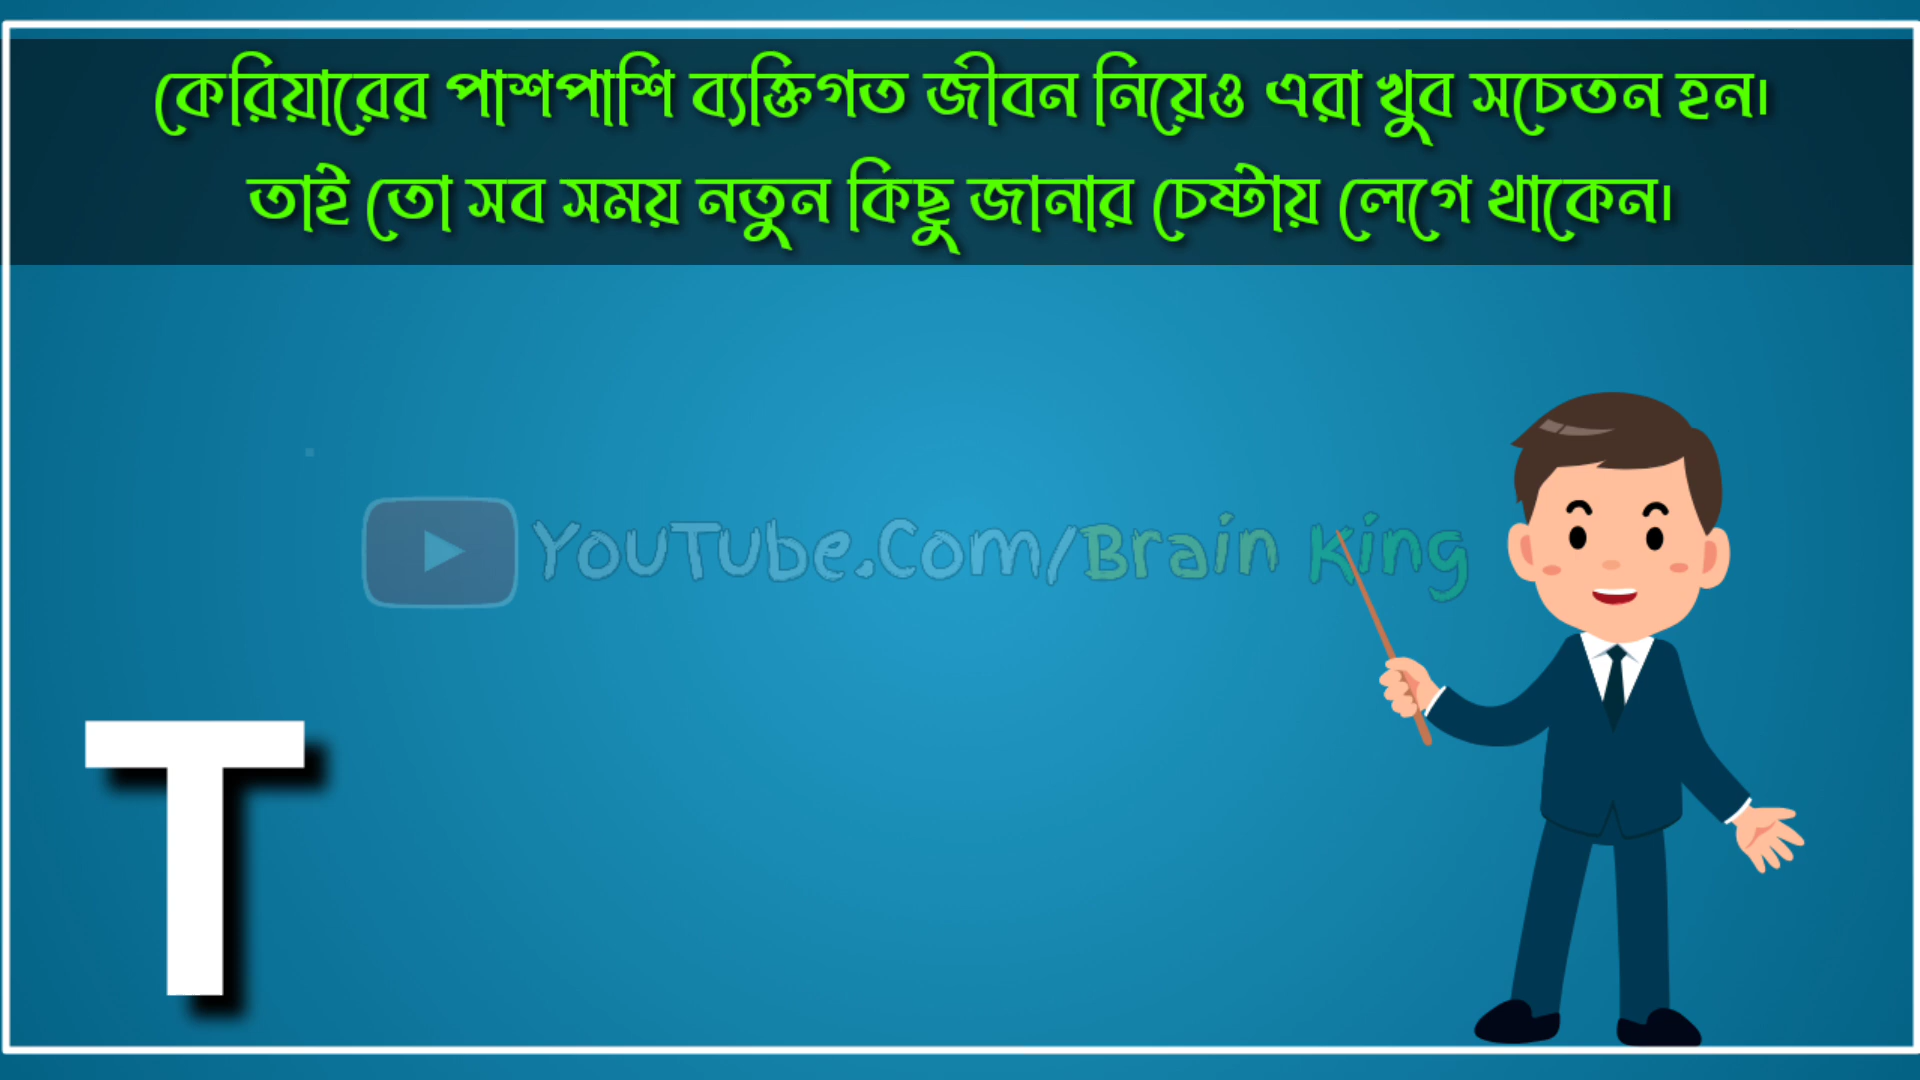 কেরিয়ারের পাশপাশি ব্যক্তিগত জীবন নিয়েও এরা খুব সচেতন হন।
তাই তো সব সময় নতুন কিছু জানার চেষ্টায় লেগে থাকেন।
YouTube.Com/Brain King
T